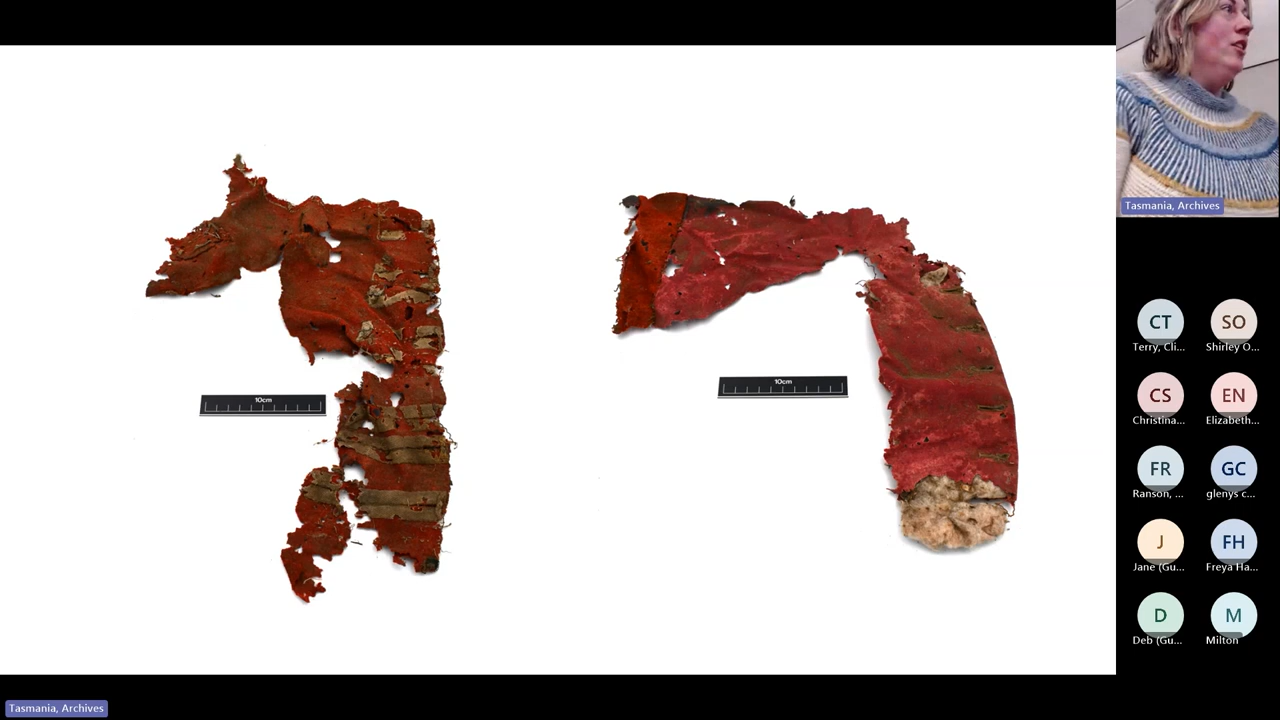 Tasmania, Archives
10cm
10cm
CT
SO
Terry, Cli...
Shirley O...
CS
EN
Christina...
Elizabeth...
FR
GC
Ranson, ...
glenys c...
J
FH
Jane (Gu...
Freya Ha...
D
M
Deb (Gu...
Milton
Tasmania, Archives